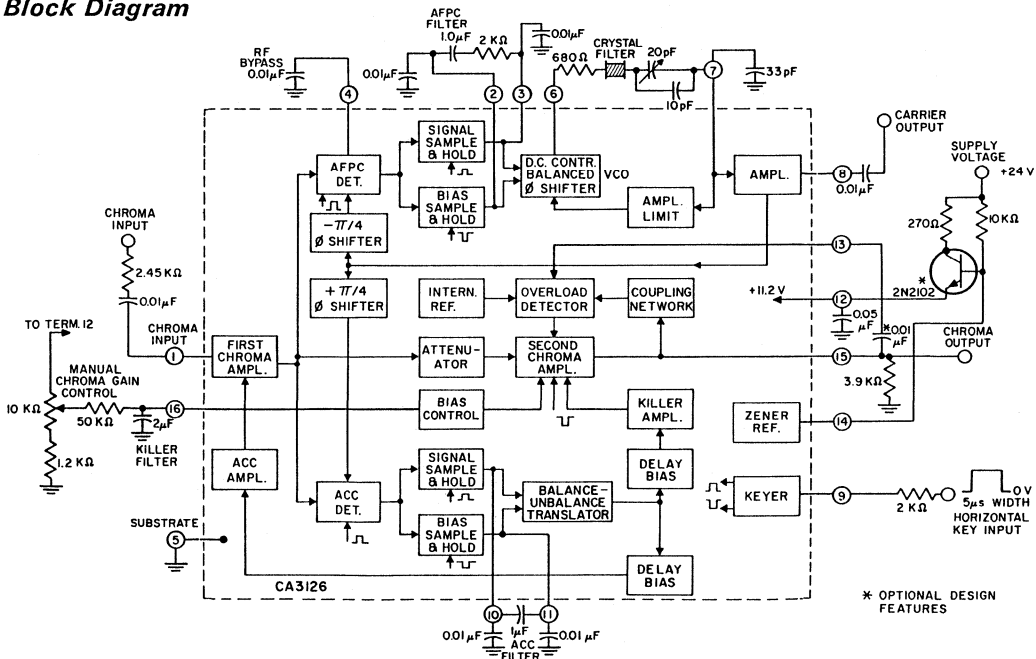 Block Diagram
AFPC
FILTER
1.0µF
2 KΩ
0.01µF
RF
BYPASS
0.01µF
0.01µF
680Ω
CRYSTAL
FILTER
20pF
10pF
33pF
4
2
3
6
7
SIGNAL
SAMPLE
& HOLD
AFPC
DET.
BIAS
SAMPLE
& HOLD
D.C. CONTR.
BALANCED
Ø SHIFTER
VCO
AMPL.
LIMIT
AMPL.
8
0.01µF
CARRIER
OUTPUT
SUPPLY
VOLTAGE
+24 V
270Ω
10KΩ
*
2N2102
CHROMA
INPUT
2.45 KΩ
0.01µF
-π/4
Ø SHIFTER
+π/4
Ø SHIFTER
INTERN.
REF.
OVERLOAD
DETECTOR
COUPLING
NETWORK
13
+11.2 V
12
0.05
µF
*0.01
µF
TO TERM. 12
CHROMA
INPUT
1
FIRST
CHROMA
AMPL.
ATTENU-
ATOR
SECOND
CHROMA
AMPL.
15
CHROMA
OUTPUT
3.9 KΩ
MANUAL
CHROMA GAIN
CONTROL
10 KΩ
50 KΩ
16
2µF
KILLER
FILTER
1.2 KΩ
BIAS
CONTROL
KILLER
AMPL.
ZENER
REF.
14
ACC
AMPL.
ACC
DET.
SIGNAL
SAMPLE
& HOLD
BIAS
SAMPLE
& HOLD
BALANCE-
UNBALANCE
TRANSLATOR
DELAY
BIAS
DELAY
BIAS
KEYER
9
2 KΩ
0 V
5µs WIDTH
HORIZONTAL
KEY INPUT
SUBSTRATE
5
CA3126
10
11
0.01µF
1µF
0.01µF
ACC
FILTER
* OPTIONAL DESIGN
FEATURES